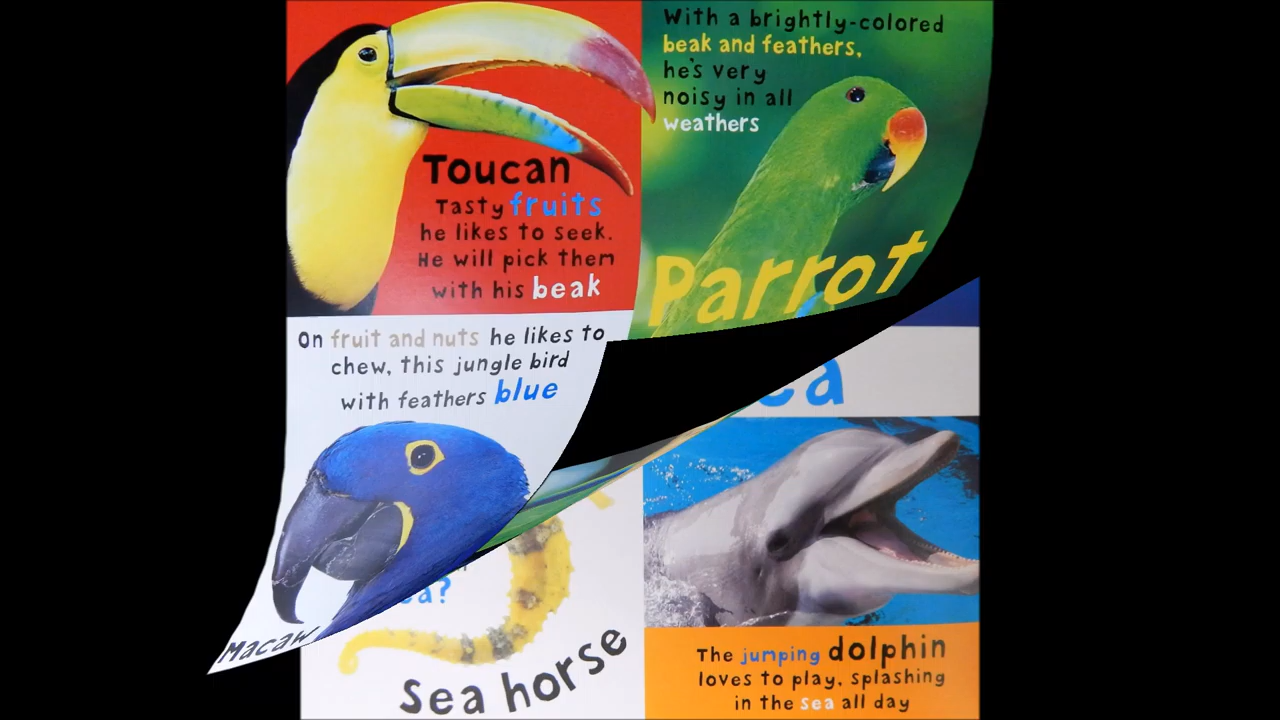 Toucan
Tasty fruits
he likes to seek.
He will pick them
with his beak
With a brightly-colored
beak and feathers,
he's very
noisy in all
weathers
Parrot
On fruit and nuts he likes to
chew, this jungle bird
with feathers blue
Macaw
Sea horse
The jumping dolphin
loves to play, splashing
in the sea all day